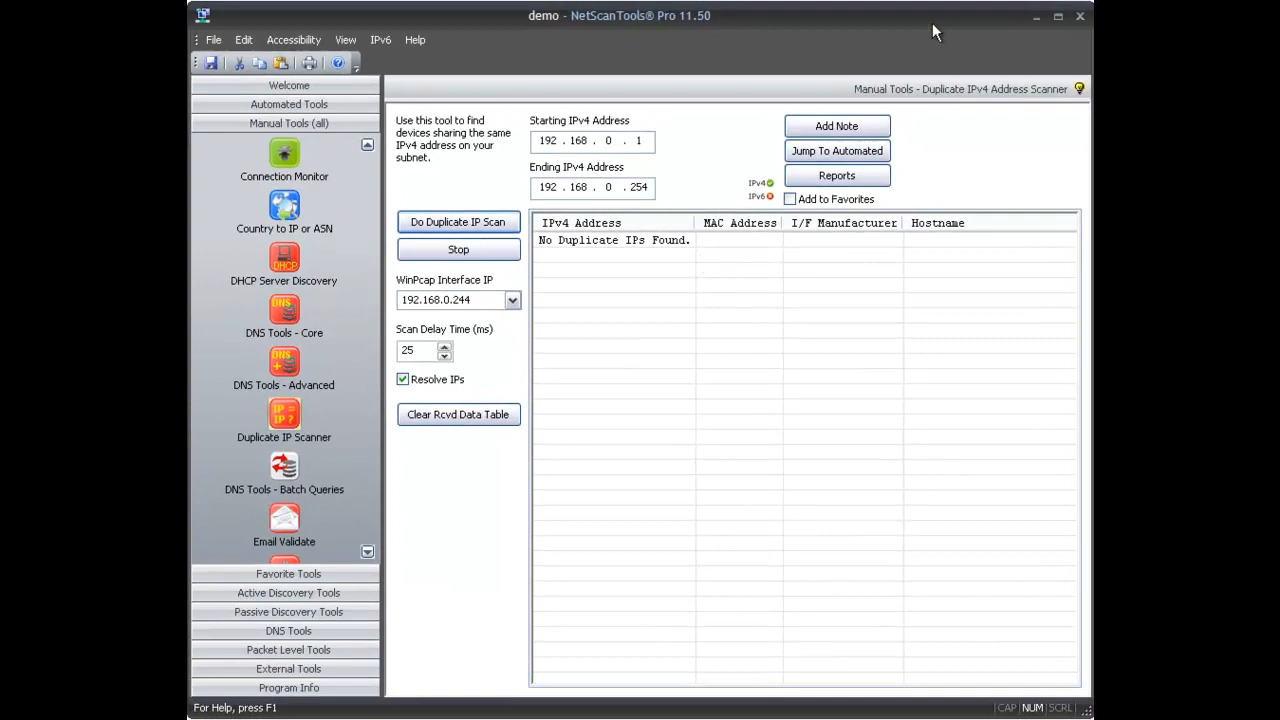 demo - NetScanTools® Pro 11.50
File Edit Accessibility View IPv6 Help
Welcome
Automated Tools
Manual Tools (all)
Connection Monitor
Country to IP or ASN
DHCP
DHCP Server Discovery
DNS
DNS Tools - Core
DNS
DNS Tools - Advanced
IP =
IP ?
Duplicate IP Scanner
DNS Tools - Batch Queries
Email Validate
Favorite Tools
Active Discovery Tools
Passive Discovery Tools
DNS Tools
Packet Level Tools
External Tools
Program Info
Manual Tools - Duplicate IPv4 Address Scanner
Use this tool to find
devices sharing the same
IPv4 address on your
subnet.
Starting IPv4 Address
192 . 168 . 0 . 1
Ending IPv4 Address
192 . 168 . 0 . 254
Add Note
Jump To Automated
Reports
IPv4
IPv6
Add to Favorites
Do Duplicate IP Scan
Stop
WinPcap Interface IP
192.168.0.244
Scan Delay Time (ms)
25
Resolve IPs
Clear Rcvd Data Table
IPv4 Address MAC Address I/F Manufacturer Hostname
No Duplicate IPs Found.
For Help, press F1
CAP NUM SCRL